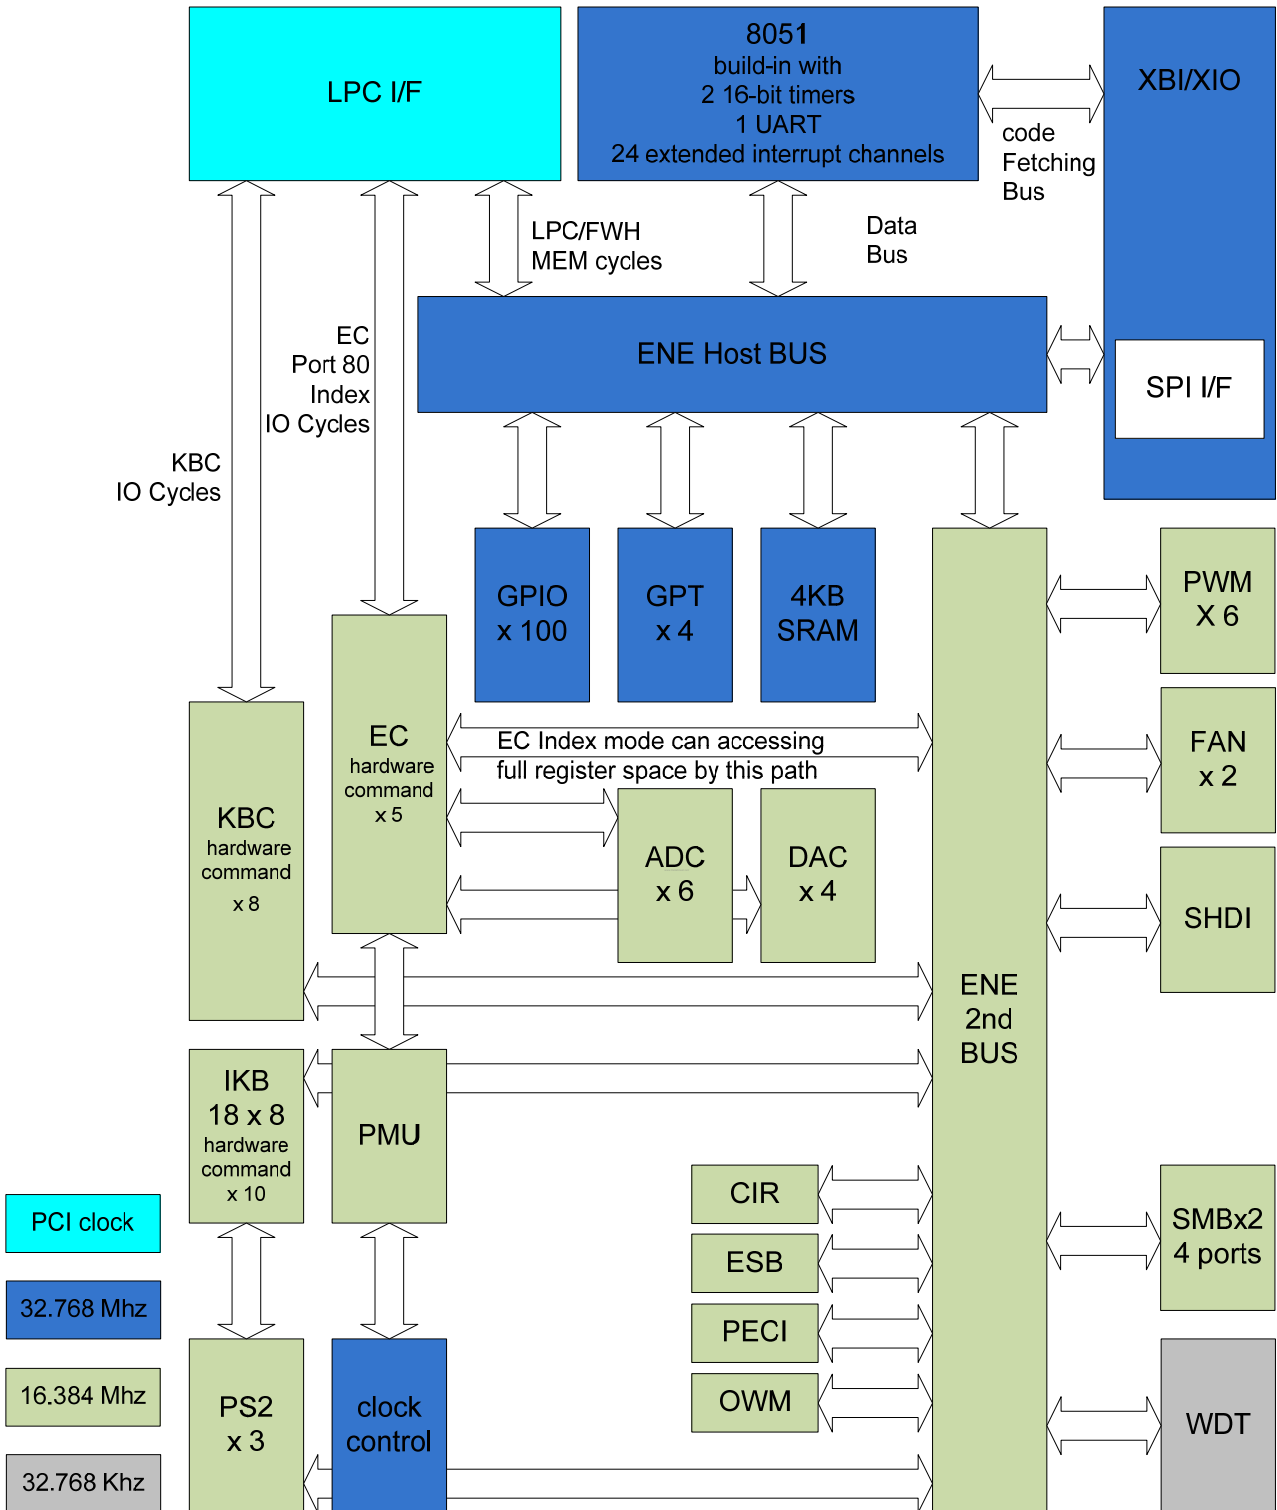 LPC I/F
8051
build-in with
2 16-bit timers
1 UART
24 extended interrupt channels
XBI/XIO
code
Fetching
Bus
LPC/FWH
MEM cycles
Data
Bus
EC
Port 80
Index
IO Cycles
ENE Host BUS
SPI I/F
KBC
IO Cycles
GPIO
x 100
GPT
x 4
4KB
SRAM
PWM
X 6
EC
hardware
command
x 5
EC Index mode can accessing
full register space by this path
FAN
x 2
KBC
hardware
command
x 8
ADC
x 6
DAC
x 4
SHDI
ENE
2nd
BUS
IKB
18 x 8
hardware
command
x 10
PMU
CIR
ESB
PECI
OWM
SMBx2
4 ports
PCI clock
32.768 Mhz
16.384 Mhz
32.768 Khz
PS2
x 3
clock
control
WDT